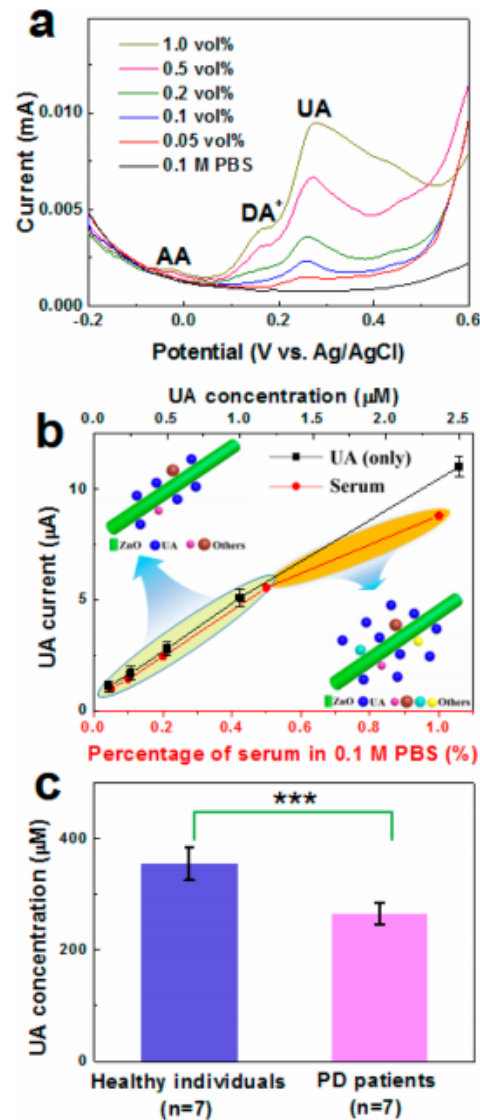 a
1.0 vol%
0.5 vol%
0.2 vol%
0.1 vol%
0.05 vol%
0.1 M PBS
UA
DA+
AA
0.010
0.005
0.000
Current (mA)
-0.2 0.0 0.2 0.4 0.6
Potential (V vs. Ag/AgCl)
UA concentration (μM)
0.0 0.5 1.0 1.5 2.0 2.5
b
UA (only)
Serum
ZnO UA Others
ZnO UA Others
10
5
0
UA current (μA)
0.0 0.2 0.4 0.6 0.8 1.0
Percentage of serum in 0.1 M PBS (%)
c
***
400
200
0
UA concentration (μM)
Healthy individuals
(n=7)
PD patients
(n=7)